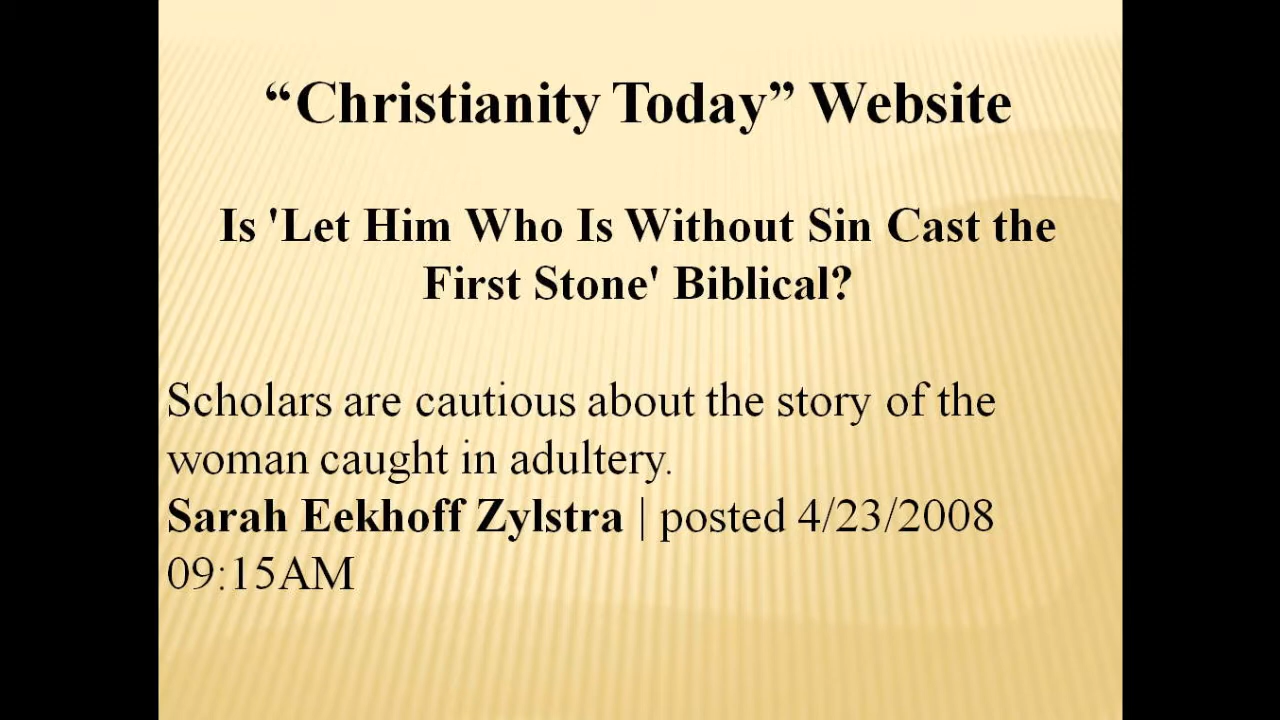 “Christianity Today” Website
Is 'Let Him Who Is Without Sin Cast the
First Stone' Biblical?
Scholars are cautious about the story of the
woman caught in adultery.
Sarah Eekhoff Zylstra | posted 4/23/2008
09:15AM